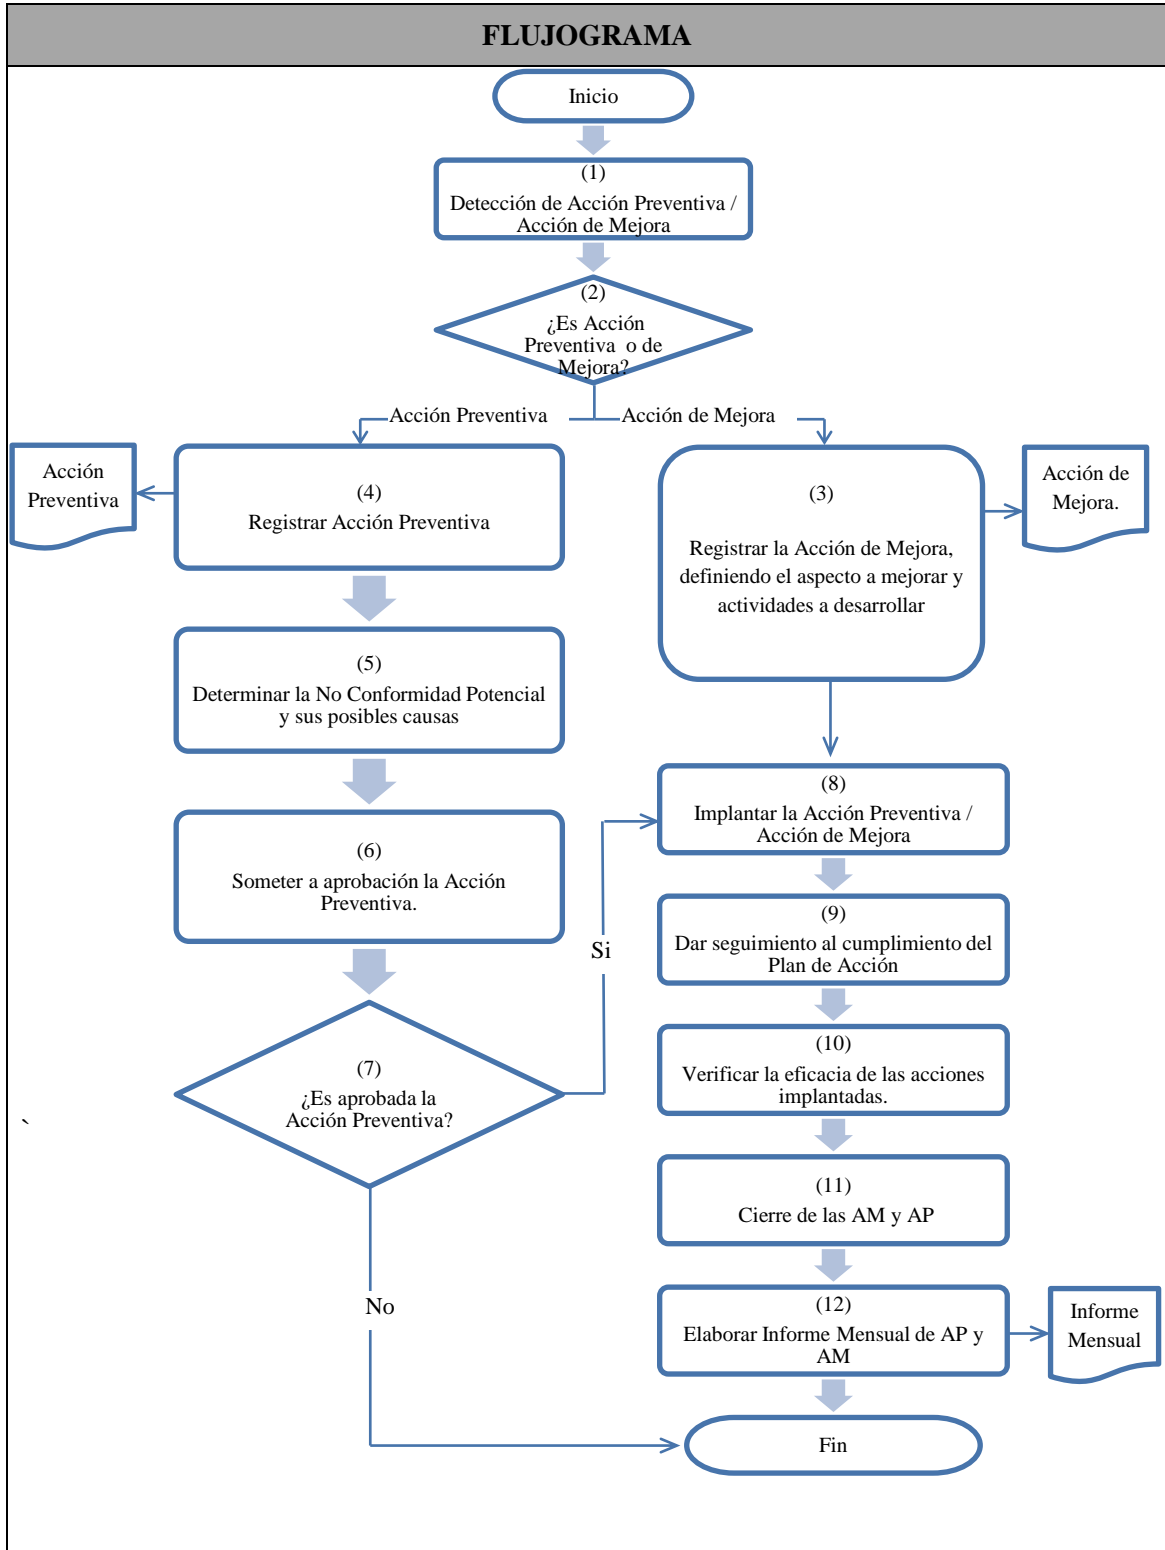 FLUJOGRAMA
Inicio
(1)
Detección de Acción Preventiva /
Acción de Mejora
(2)
¿Es Acción
Preventiva o de
Mejora?
Acción Preventiva
Acción de Mejora
Acción
Preventiva
(4)
Registrar Acción Preventiva
(3)
Registrar la Acción de Mejora,
definiendo el aspecto a mejorar y
actividades a desarrollar
Acción de
Mejora.
(5)
Determinar la No Conformidad Potencial
y sus posibles causas
(6)
Someter a aprobación la Acción
Preventiva.
(7)
¿Es aprobada la
Acción Preventiva?
Si
No
`
(8)
Implantar la Acción Preventiva /
Acción de Mejora
(9)
Dar seguimiento al cumplimiento del
Plan de Acción
(10)
Verificar la eficacia de las acciones
implantadas.
(11)
Cierre de las AM y AP
(12)
Elaborar Informe Mensual de AP y
AM
Informe
Mensual
Fin